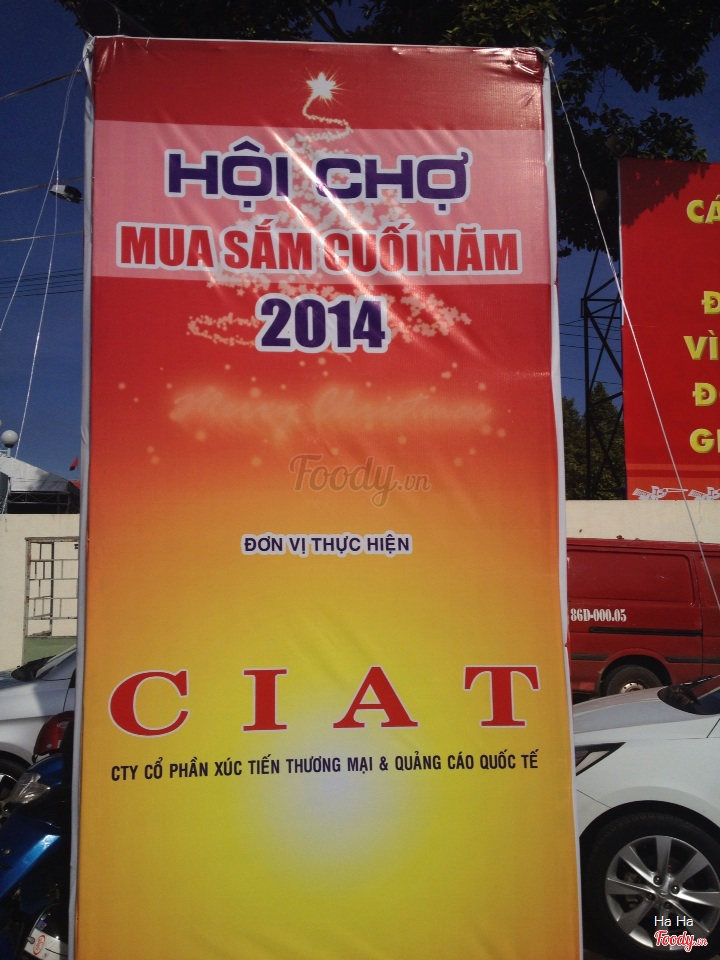 HỘI CHỢ
MUA SẮM CUỐI NĂM
2014
Merry Christmas
Foody.vn
ĐƠN VỊ THỰC HIỆN
CIAT
CTY CỔ PHẦN XÚC TIẾN THƯƠNG MẠI & QUẢNG CÁO QUỐC TẾ
VÌ
86D-000.05
Ha Ha
Foody.vn